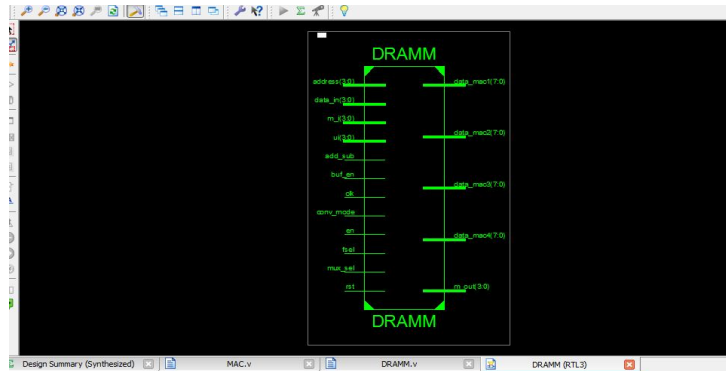 DRAMM
address(3:0)
data_in(3:0)
m_i(3:0)
ui(3:0)
add_sub
buf_en
clk
conv_mode
en
fsel
mux_sel
rst
data_mac1(7:0)
data_mac2(7:0)
data_mac3(7:0)
data_mac4(7:0)
m_out(3:0)
DRAMM
Design Summary (Synthesized)
MAC.v
DRAMM.v
DRAMM (RTL3)